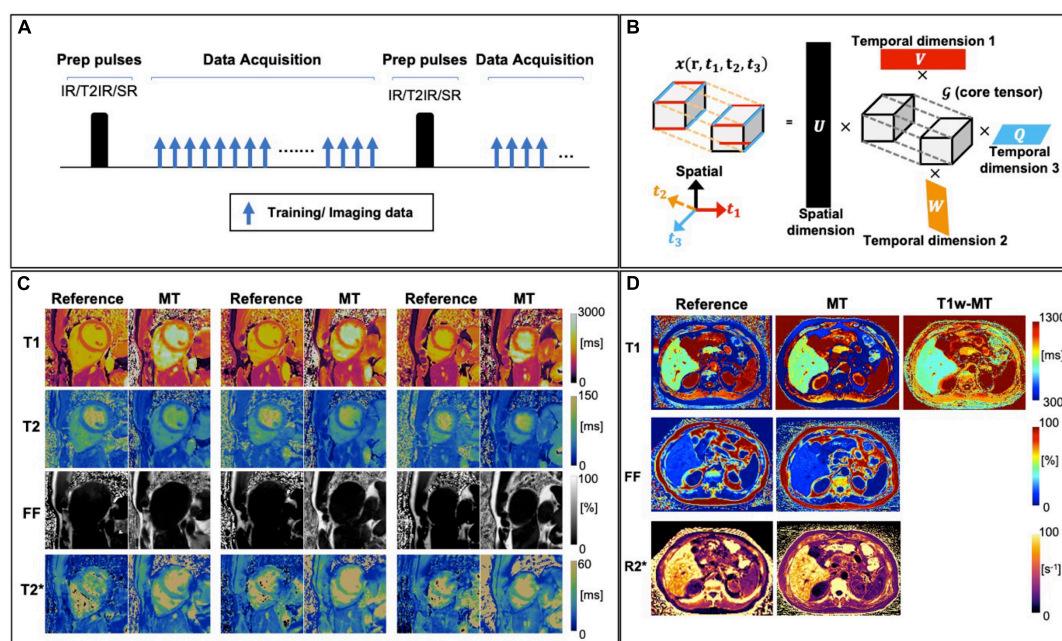 A
Prep pulses Data Acquisition Prep pulses Data Acquisition
IR/T2IR/SR IR/T2IR/SR
....... ...
Training/ Imaging data
B
Temporal dimension 1
x(r, t₁, t₂, t₃)
V
×
𝒢 (core tensor)
= U × × Q
Temporal dimension 3
Spatial
×
t₂
W
t₁
t₃
Spatial dimension
Temporal dimension 2
C
Reference MT Reference MT Reference MT
T1
3000
[ms]
0
T2
150
[ms]
0
FF
100
[%]
0
T2*
60
[ms]
0
D
Reference MT T1w-MT
T1
1300
[ms]
300
FF
100
[%]
0
R2*
100
[s⁻¹]
0